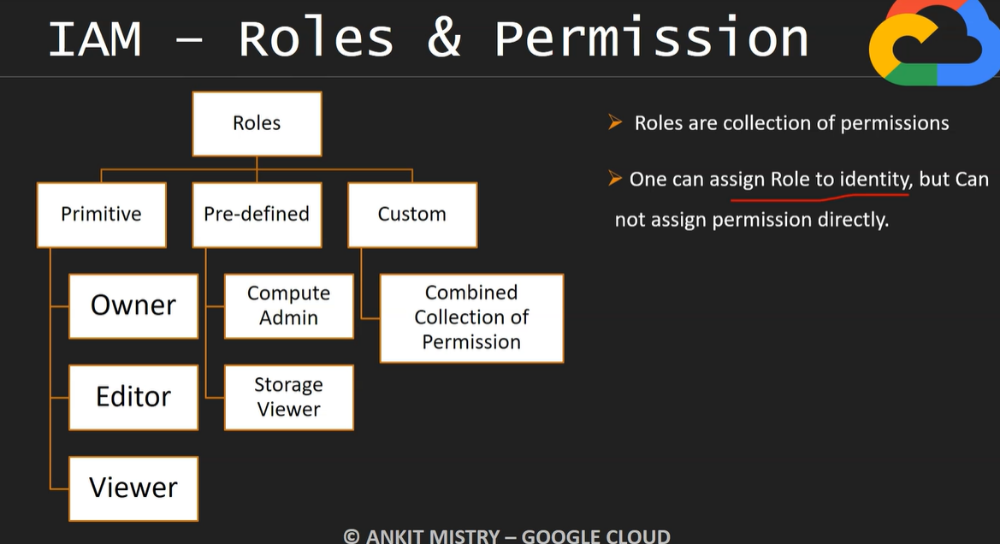 IAM – Roles & Permission
Roles
Primitive
Pre-defined
Custom
Owner
Editor
Viewer
Compute
Admin
Storage
Viewer
Combined
Collection of
Permission
Roles are collection of permissions
One can assign Role to identity, but Can
not assign permission directly.
© ANKIT MISTRY – GOOGLE CLOUD